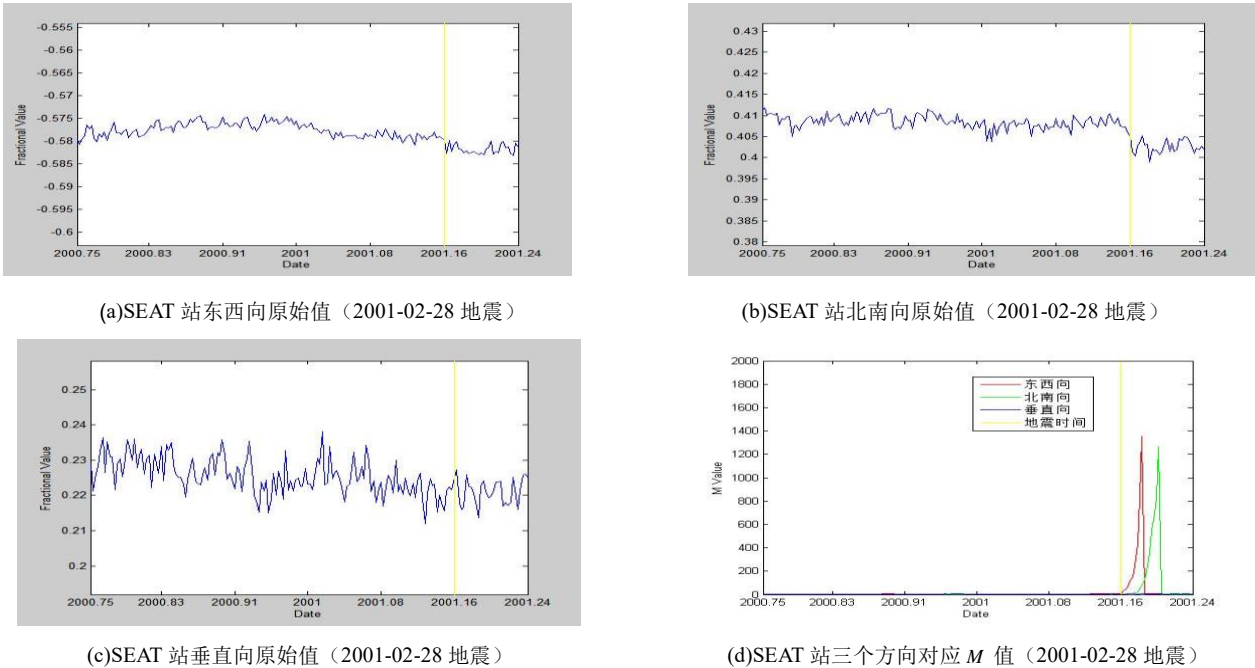 -0.555
-0.56
-0.565
-0.57
-0.575
-0.58
-0.585
-0.59
-0.595
-0.6
Fractional Value
2000.75 2000.83 2000.91 2001 2001.08 2001.16 2001.24
Date
(a)SEAT 站东西向原始值（2001-02-28 地震）
0.43
0.425
0.42
0.415
0.41
0.405
0.4
0.395
0.39
0.385
0.38
Fractional Value
2000.75 2000.83 2000.91 2001 2001.08 2001.16 2001.24
Date
(b)SEAT 站北南向原始值（2001-02-28 地震）
0.25
0.24
0.23
0.22
0.21
0.2
Fractional Value
2000.75 2000.83 2000.91 2001 2001.08 2001.16 2001.24
Date
(c)SEAT 站垂直向原始值（2001-02-28 地震）
2000
1800
1600
1400
1200
1000
800
600
400
200
0
M Value
东西向
北南向
垂直向
地震时间
2000.75 2000.83 2000.91 2001 2001.08 2001.16 2001.24
Date
(d)SEAT 站三个方向对应 M 值（2001-02-28 地震）